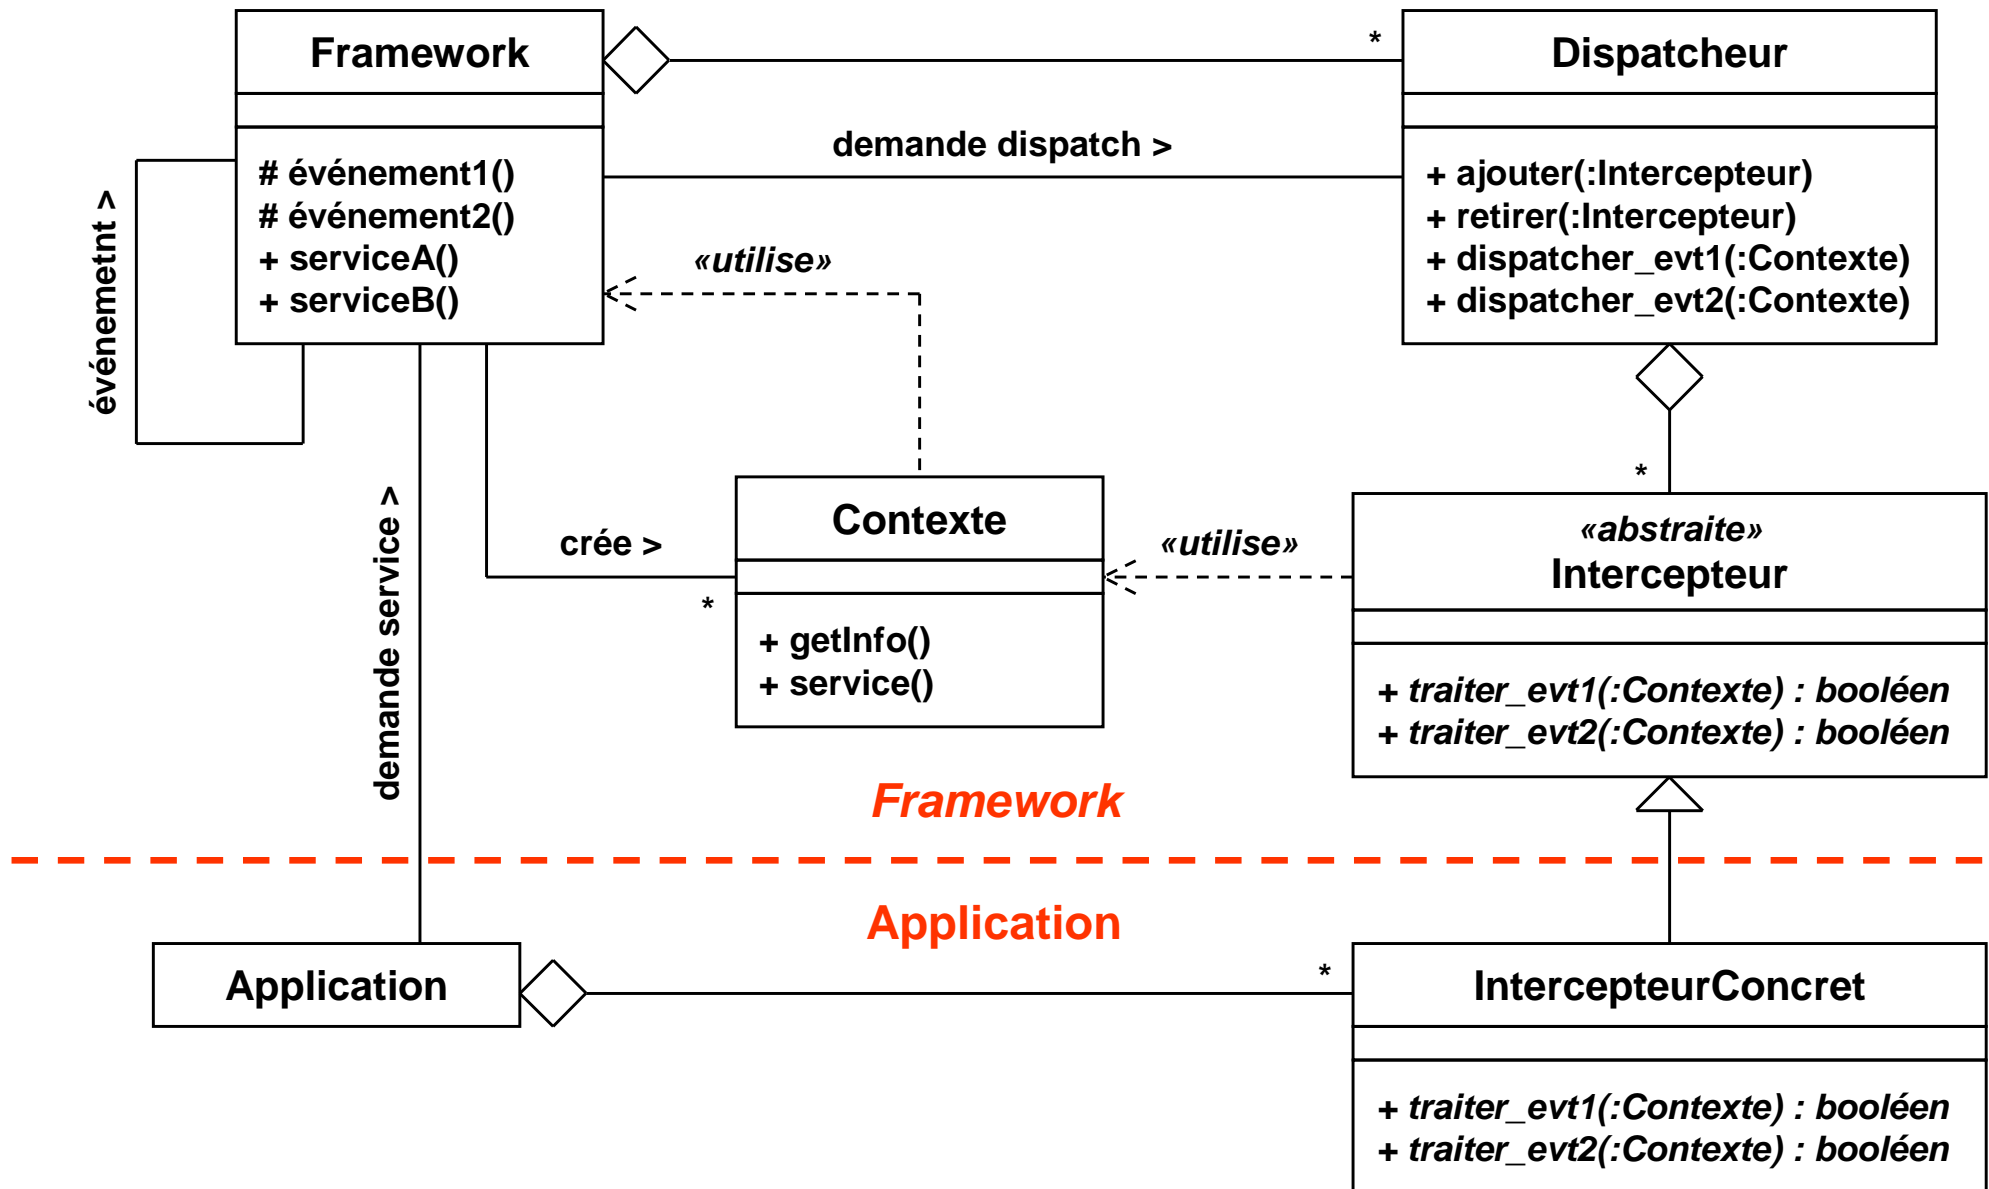 Framework
# événement1()
# événement2()
+ serviceA()
+ serviceB()
*
Dispatcheur
+ ajouter(:Intercepteur)
+ retirer(:Intercepteur)
+ dispatcher_evt1(:Contexte)
+ dispatcher_evt2(:Contexte)
demande dispatch >
événemetnt >
«utilise»
demande service >
crée >
*
Contexte
+ getInfo()
+ service()
«utilise»
*
«abstraite»
Intercepteur
+ traiter_evt1(:Contexte) : booléen
+ traiter_evt2(:Contexte) : booléen
Framework
Application
Application
*
IntercepteurConcret
+ traiter_evt1(:Contexte) : booléen
+ traiter_evt2(:Contexte) : booléen